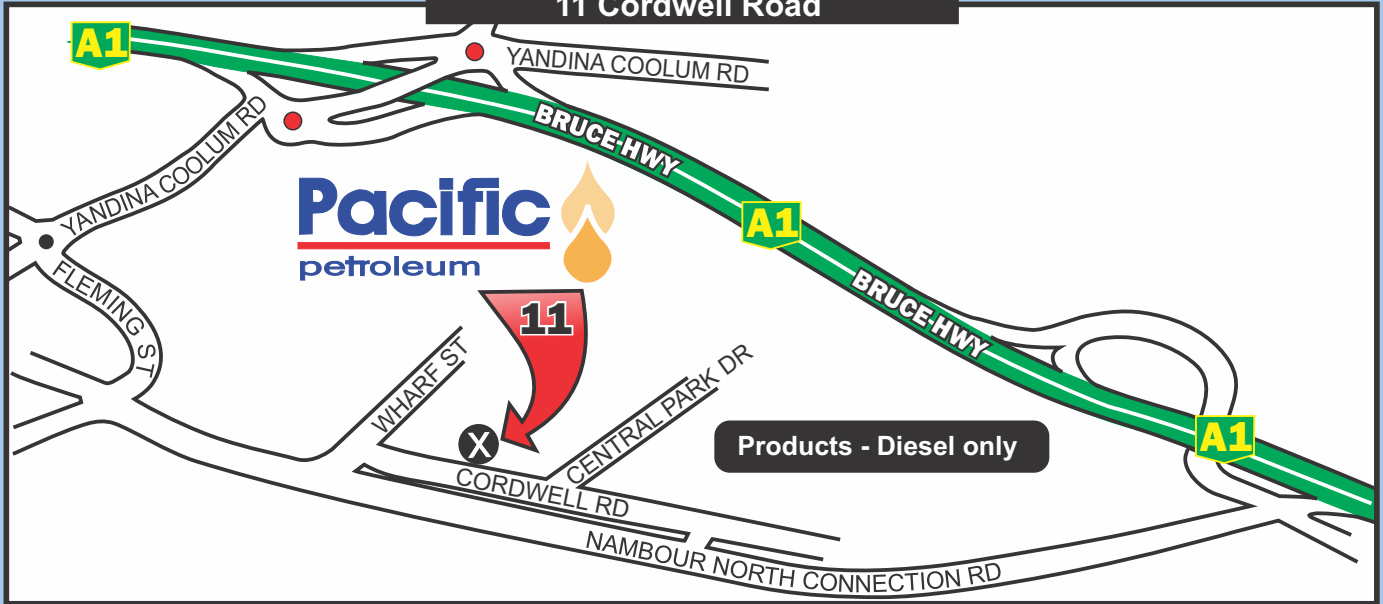 11 Cordwell Road
A1
YANDINA COOLUM RD
YANDINA COOLUM RD
BRUCE HWY
Pacific
petroleum
A1
FLEMING ST
BRUCE HWY
11
WHARF ST
CENTRAL PARK DR
A1
X
Products - Diesel only
CORDWELL RD
NAMBOUR NORTH CONNECTION RD